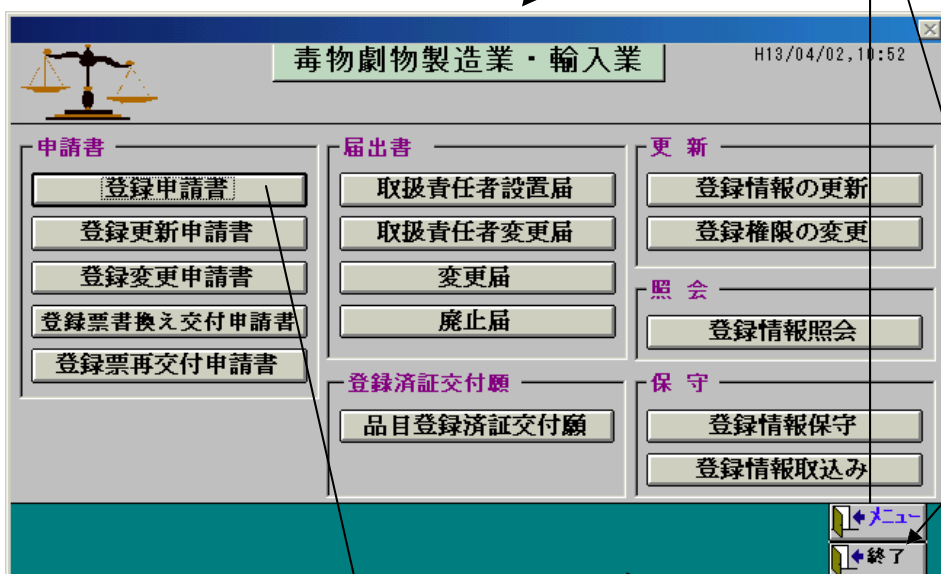 毒物劇物製造業・輸入業
H13/04/02,10:52
申請書
登録申請書
登録更新申請書
登録変更申請書
登録票書換え交付申請書
登録票再交付申請書
届出書
取扱責任者設置届
取扱責任者変更届
変更届
廃止届
登録済証交付願
品目登録済証交付願
更 新
登録情報の更新
登録権限の変更
照 会
登録情報照会
保 守
登録情報保守
登録情報取込み
メニュー
終了